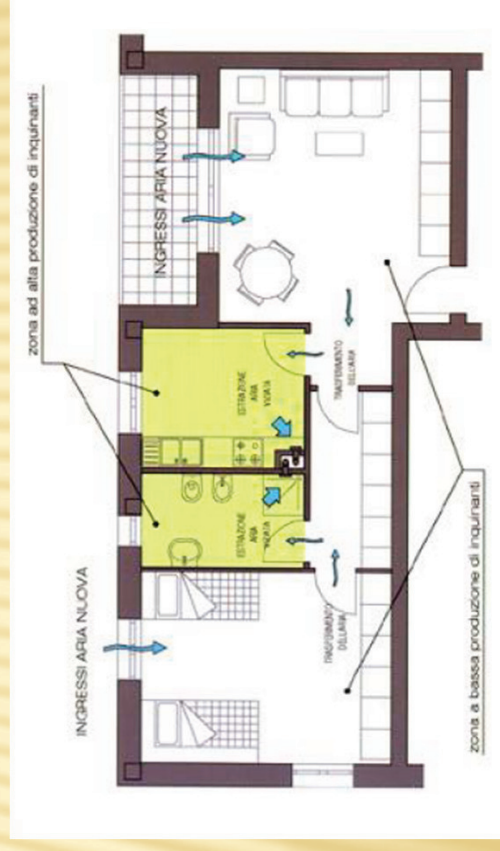 zona ad alta produzione di inquinanti
INGRESSI ARIA NUOVA
INGRESSI ARIA NUOVA
ESTRAZIONE
ARIA
VIZIATA
ESTRAZIONE
ARIA
VIZIATA
TRASFERIMENTO
DELL'ARIA
TRASFERIMENTO
DELL'ARIA
zona a bassa produzione di inquinanti